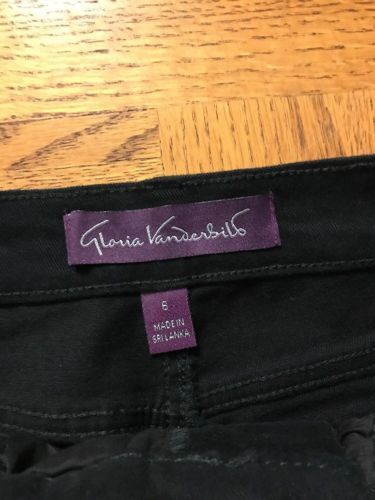 Gloria Vanderbilt
6
MADE IN
SRI LANKA